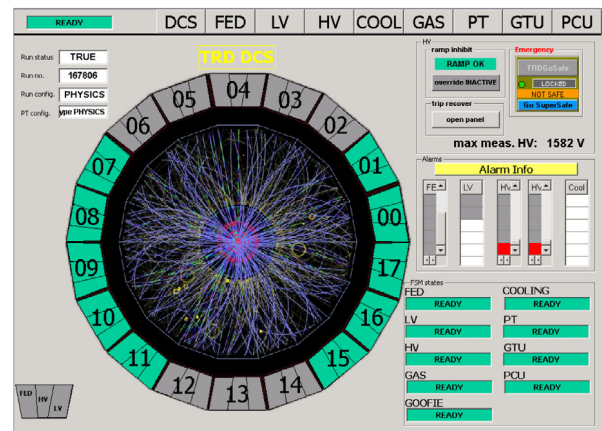 READY DCS FED LV HV COOL GAS PT GTU PCU
Run status TRUE
Run no. 167806
Run config. PHYSICS
PT config. ype PHYSICS
TRD DCS
04
05 03
06 02
07 01
08 00
09 17
10 16
11 15
12 13 14
FED HV LV
HV
ramp inhibit
RAMP OK
override INACTIVE
trip recover
open panel
Emergency
TRDGoSafe
LOCKED
NOT SAFE
Go SuperSafe
max meas. HV: 1582 V
Alarms
Alarm Info
FE LV HV HV Cool
FSM states
FED COOLING
READY READY
LV PT
READY READY
HV GTU
READY READY
GAS PCU
READY READY
GOOFIE
READY